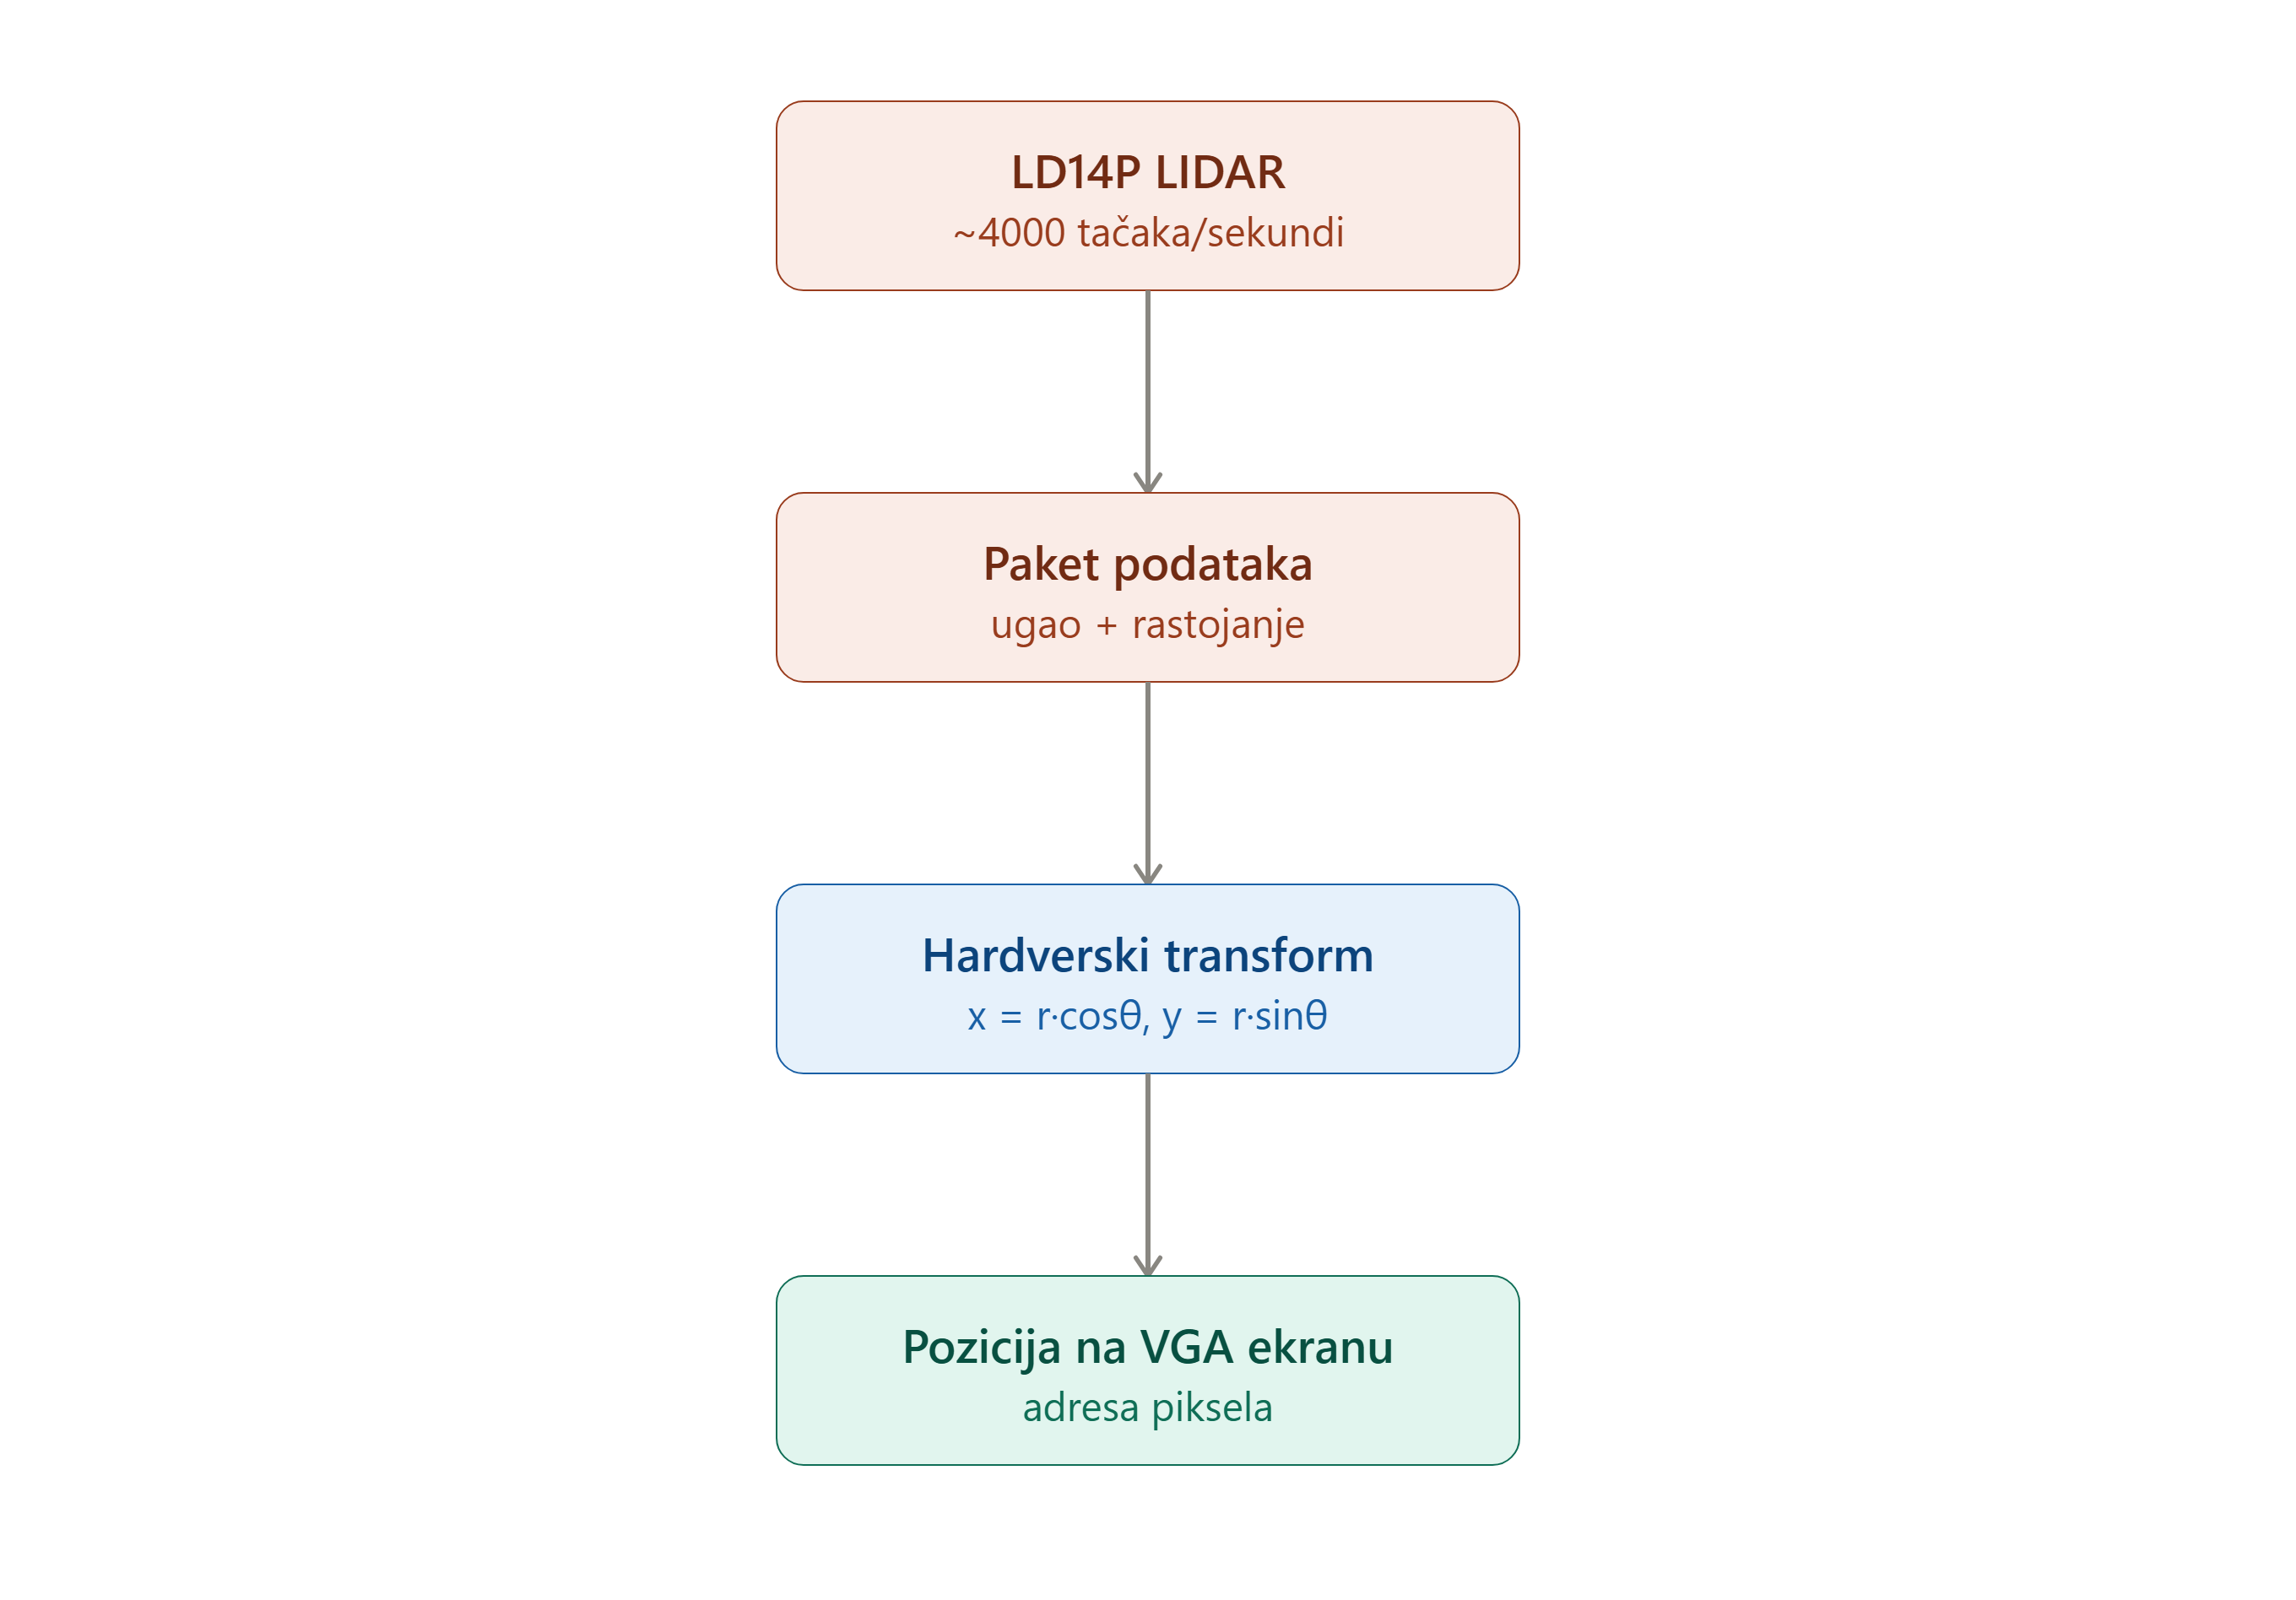 LD14P LIDAR
~4000 tačaka/sekundi
Paket podataka
ugao + rastojanje
Hardverski transform
x = r·cosθ, y = r·sinθ
Pozicija na VGA ekranu
adresa piksela